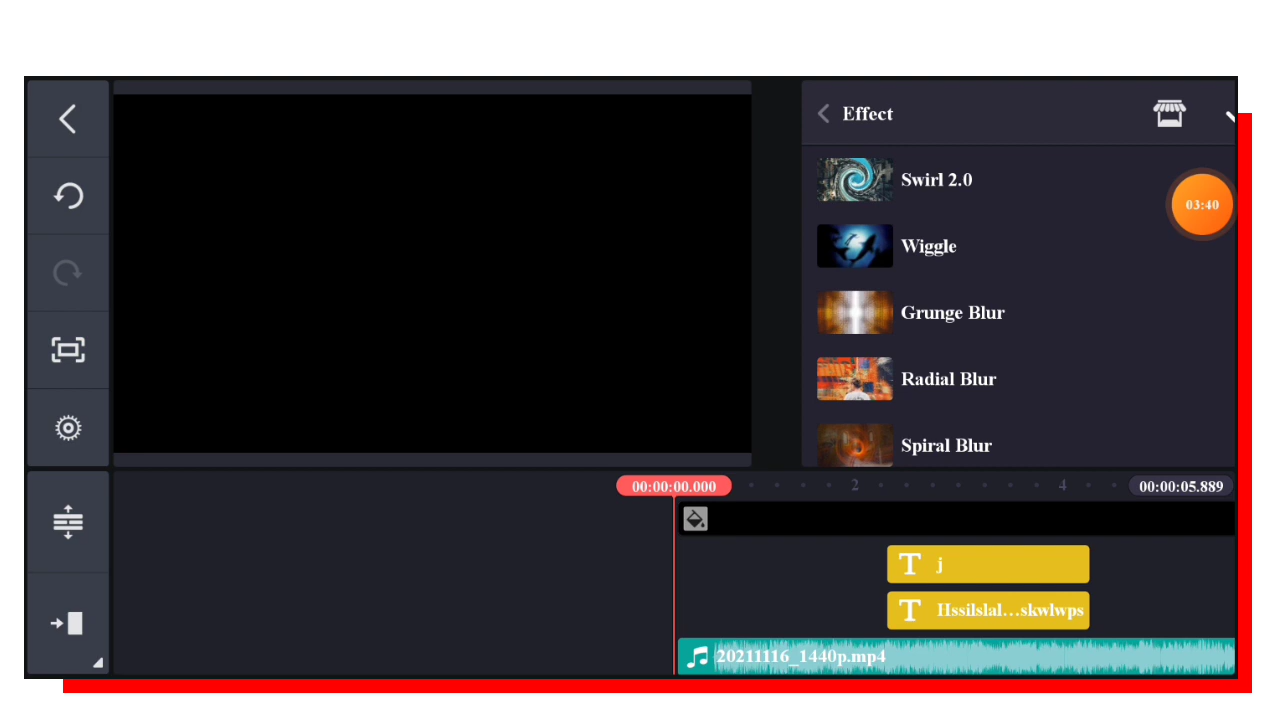 Effect
Swirl 2.0
03:40
Wiggle
Grunge Blur
Radial Blur
Spiral Blur
00:00:00.000 2 4 00:00:05.889
T j
T Hssilslal...skwlwps
20211116_1440p.mp4